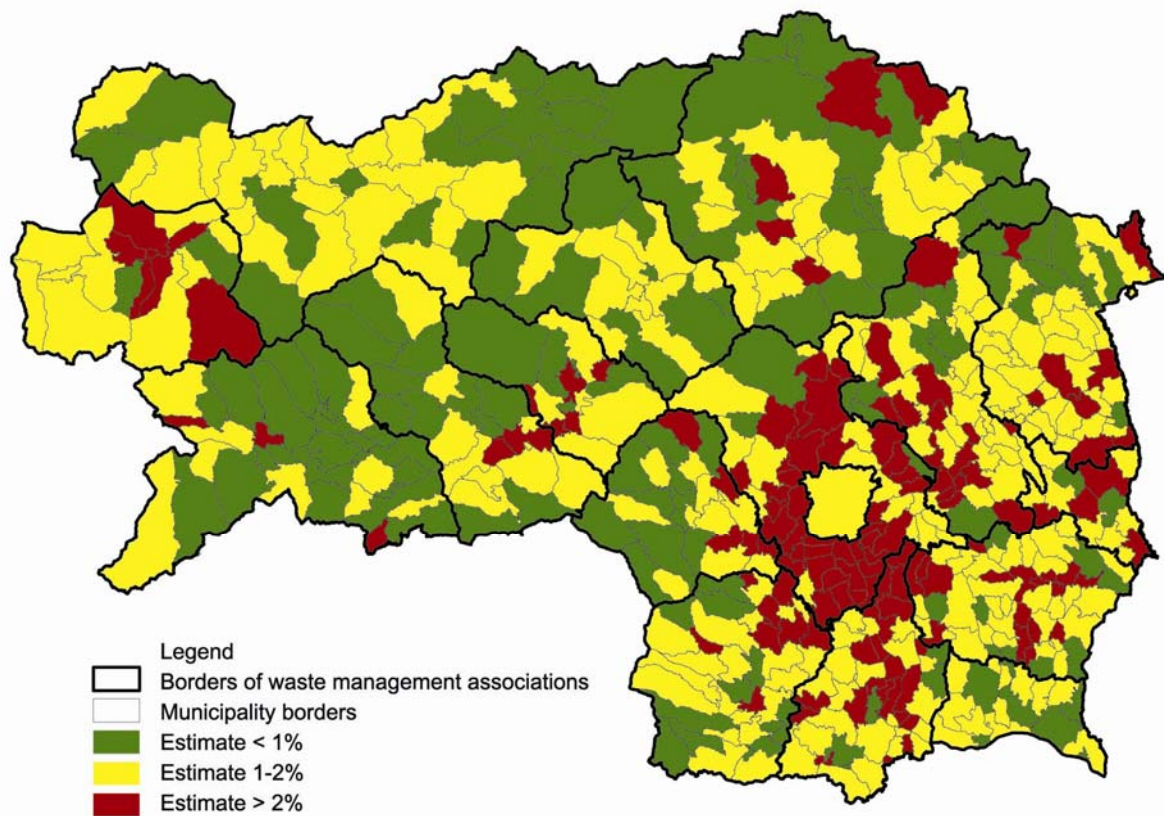 Legend
Borders of waste management associations
Municipality borders
Estimate < 1%
Estimate 1-2%
Estimate > 2%